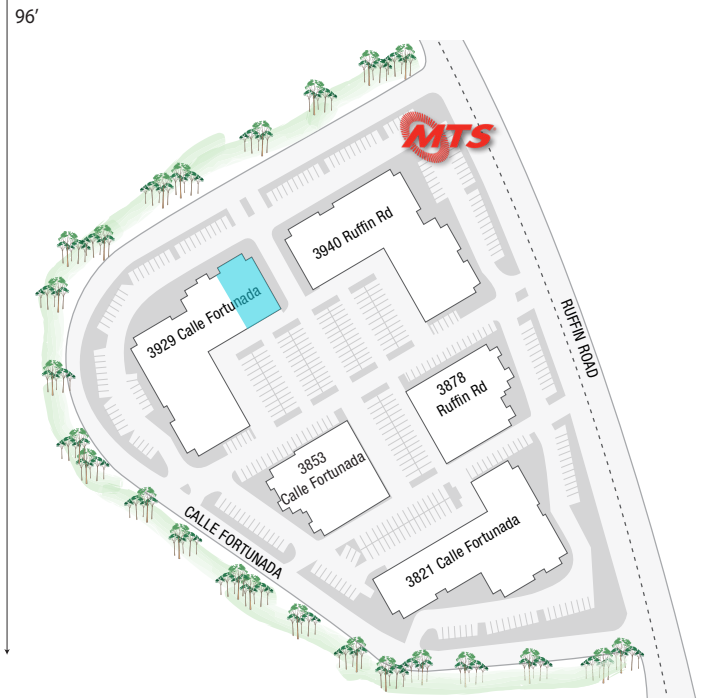 96’
MTS
3940 Ruffin Rd
3929 Calle Fortunada
RUFFIN ROAD
3878
Ruffin Rd
3853
Calle Fortunada
CALLE FORTUNADA
3821 Calle Fortunada